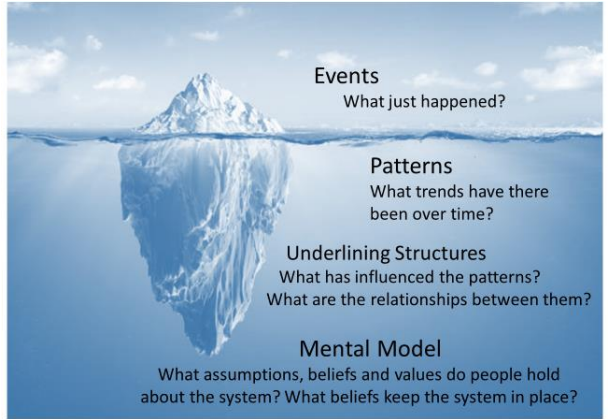 Events
What just happened?
Patterns
What trends have there
been over time?
Underlining Structures
What has influenced the patterns?
What are the relationships between them?
Mental Model
What assumptions, beliefs and values do people hold
about the system? What beliefs keep the system in place?